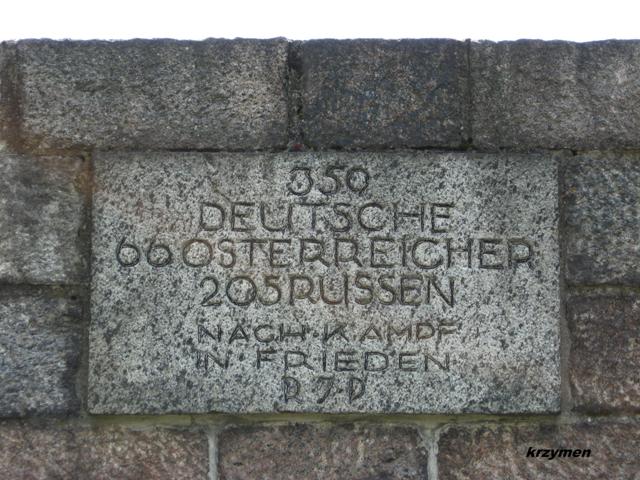 350
DEUTSCHE
66 OSTERREICHER
205 RUSSEN
NACH KAMPF
IN FRIEDEN
R·I·P
krzymen